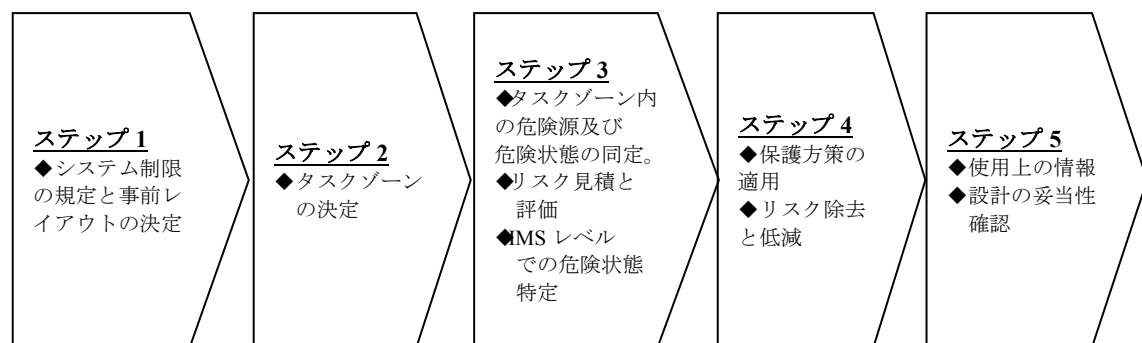 ステップ 1
◆システム制限
の規定と事前レ
イアウトの決定
ステップ 2
◆タスクゾーン
の決定
ステップ 3
◆タスクゾーン内
の危険源及び
危険状態の同定。
◆リスク見積と
評価
◆IMS レベル
での危険状態
特定
ステップ 4
◆保護方策の
適用
◆リスク除去
と低減
ステップ 5
◆使用上の情報
◆設計の妥当性
確認